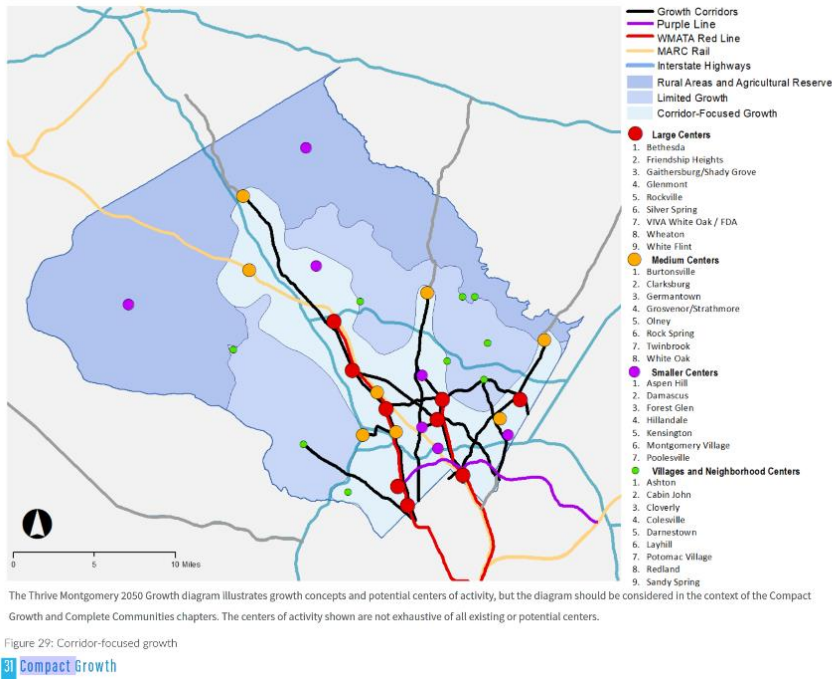 Growth Corridors
Purple Line
WMATA Red Line
MARC Rail
Interstate Highways
Rural Areas and Agricultural Reserve
Limited Growth
Corridor-Focused Growth
Large Centers
1. Bethesda
2. Friendship Heights
3. Gaithersburg/Shady Grove
4. Glenmont
5. Rockville
6. Silver Spring
7. VIVA White Oak / FDA
8. Wheaton
9. White Flint
Medium Centers
1. Burtonsville
2. Clarksburg
3. Germantown
4. Grosvenor/Strathmore
5. Olney
6. Rock Spring
7. Twinbrook
8. White Oak
Smaller Centers
1. Aspen Hill
2. Damascus
3. Forest Glen
4. Hillandale
5. Kensington
6. Montgomery Village
7. Poolesville
Villages and Neighborhood Centers
1. Ashton
2. Cabin John
3. Cloverly
4. Colesville
5. Darnestown
6. Layhill
7. Potomac Village
8. Redland
9. Sandy Spring
0 5 10 Miles
The Thrive Montgomery 2050 Growth diagram illustrates growth concepts and potential centers of activity, but the diagram should be considered in the context of the Compact
Growth and Complete Communities chapters. The centers of activity shown are not exhaustive of all existing or potential centers.
Figure 29: Corridor-focused growth
31 Compact Growth